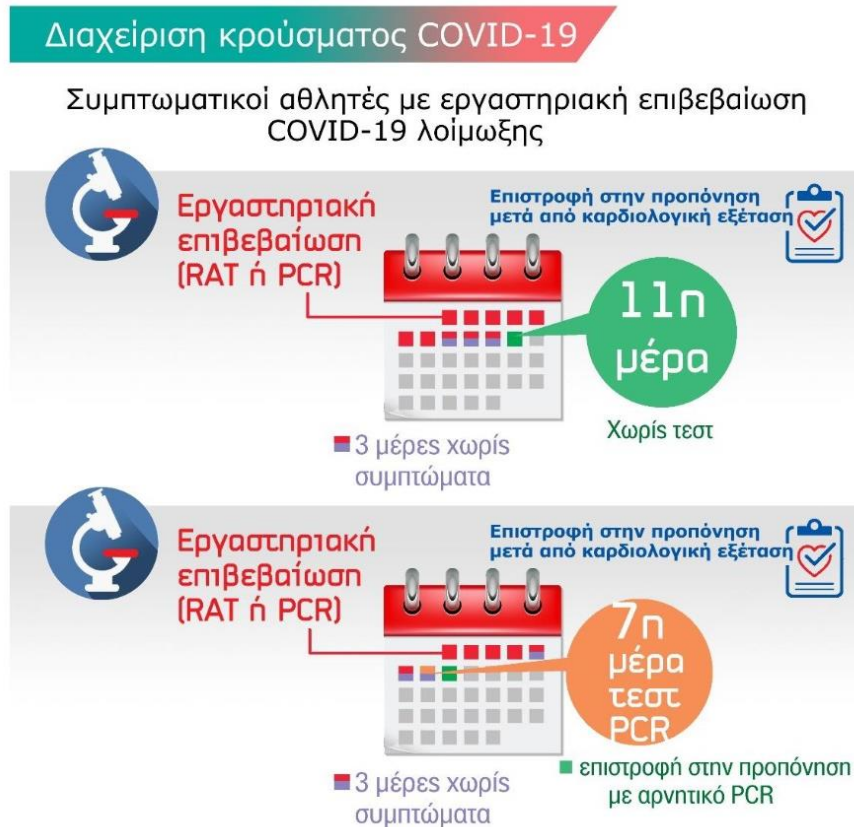 Διαχείριση κρούσματος COVID-19
Συμπτωματικοί αθλητές με εργαστηριακή επιβεβαίωση
COVID-19 λοίμωξης
Εργαστηριακή
επιβεβαίωση
(RAT ή PCR)
Επιστροφή στην προπόνηση
μετά από καρδιολογική εξέταση
11η
μέρα
Χωρίς τεστ
3 μέρες χωρίς
συμπτώματα
Εργαστηριακή
επιβεβαίωση
(RAT ή PCR)
Επιστροφή στην προπόνηση
μετά από καρδιολογική εξέταση
7η
μέρα
τεστ
PCR
3 μέρες χωρίς
συμπτώματα
επιστροφή στην προπόνηση
με αρνητικό PCR